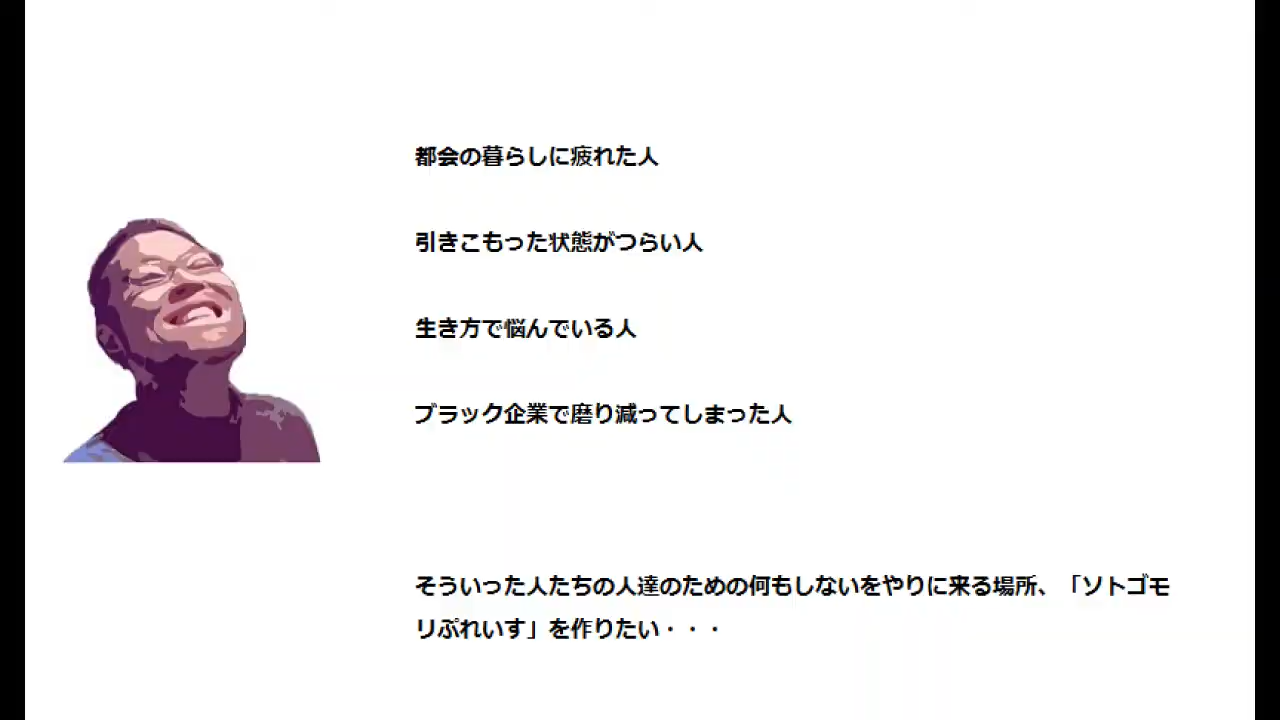 都会の暮らしに疲れた人
引きこもった状態がつらい人
生き方で悩んでいる人
ブラック企業で磨り減ってしまった人
そういった人たちの人達のための何もしないをやりに来る場所、「ソトゴモ
リぷれいす」を作りたい・・・